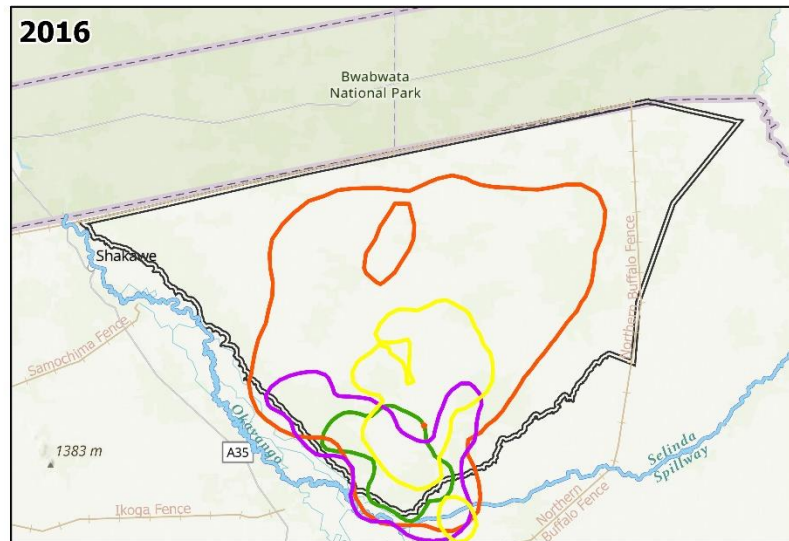 2016
Bwabwata
National Park
Shakawe
Samochima Fence
Northern Buffalo Fence
Okavango
1383 m
A35
Selinda
Spillway
Ikoga Fence
Northern
Buffalo Fence